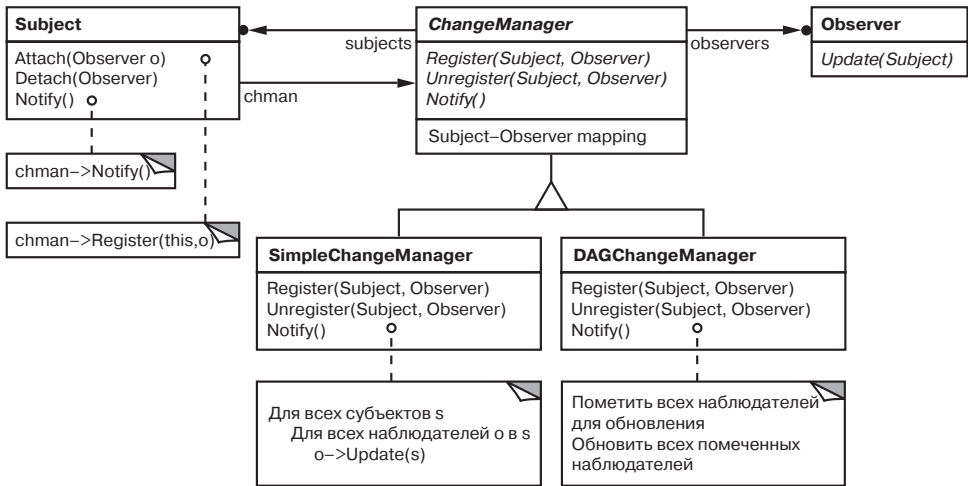 Subject
Attach(Observer o)
Detach(Observer)
Notify()
chman->Notify()
chman->Register(this,o)
subjects
chman
ChangeManager
Register(Subject, Observer)
Unregister(Subject, Observer)
Notify()
Subject–Observer mapping
observers
Observer
Update(Subject)
SimpleChangeManager
Register(Subject, Observer)
Unregister(Subject, Observer)
Notify()
Для всех субъектов s
Для всех наблюдателей o в s
o->Update(s)
DAGChangeManager
Register(Subject, Observer)
Unregister(Subject, Observer)
Notify()
Пометить всех наблюдателей
для обновления
Обновить всех помеченных
наблюдателей